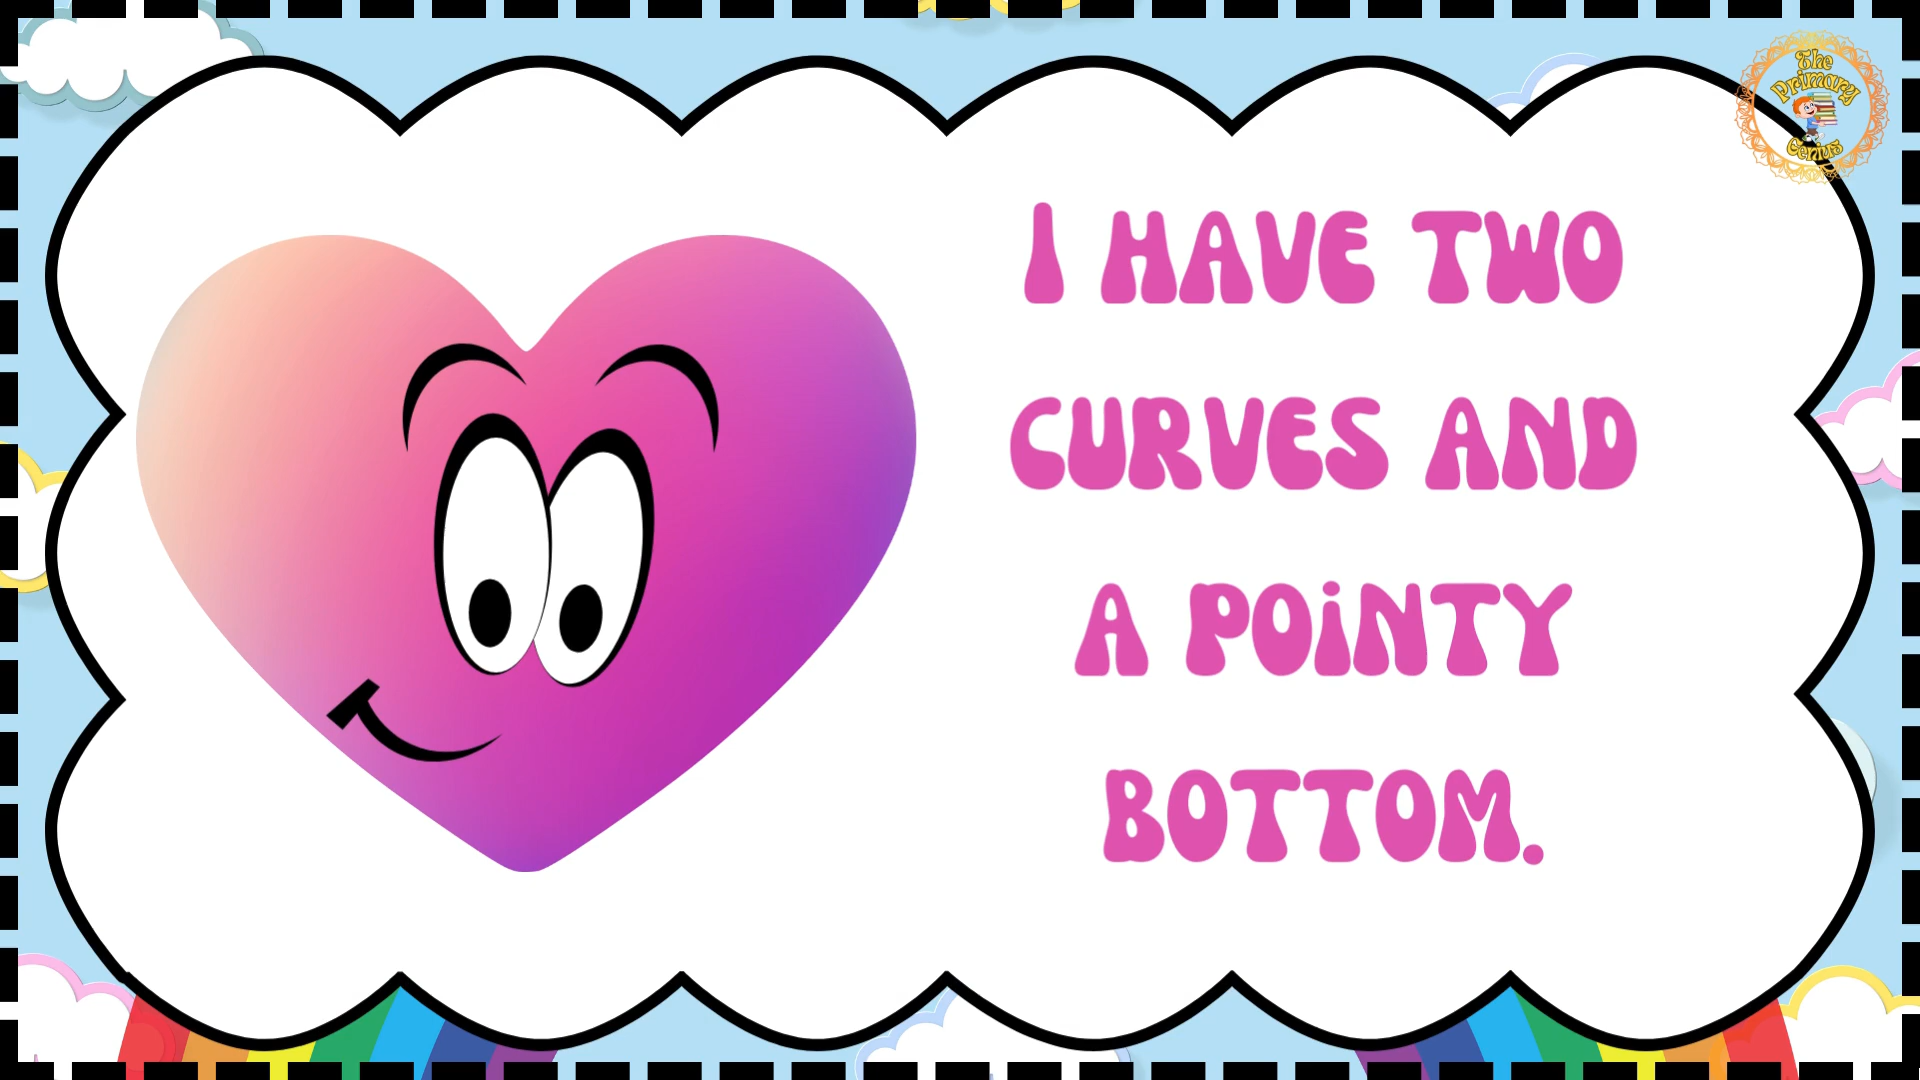 The
Primary
Genius
I HAVE TWO
CURVES AND
A POINTY
BOTTOM.